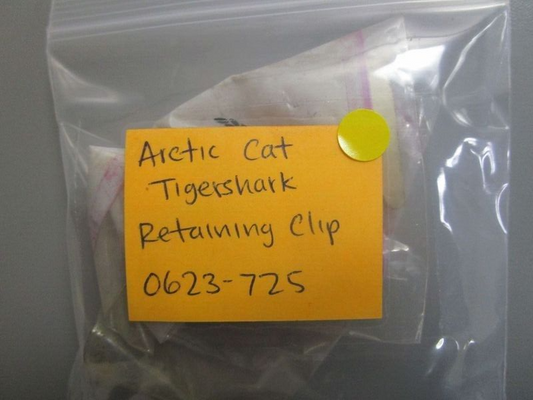 Arctic Cat
Tigershark
Retaining Clip
0623-725